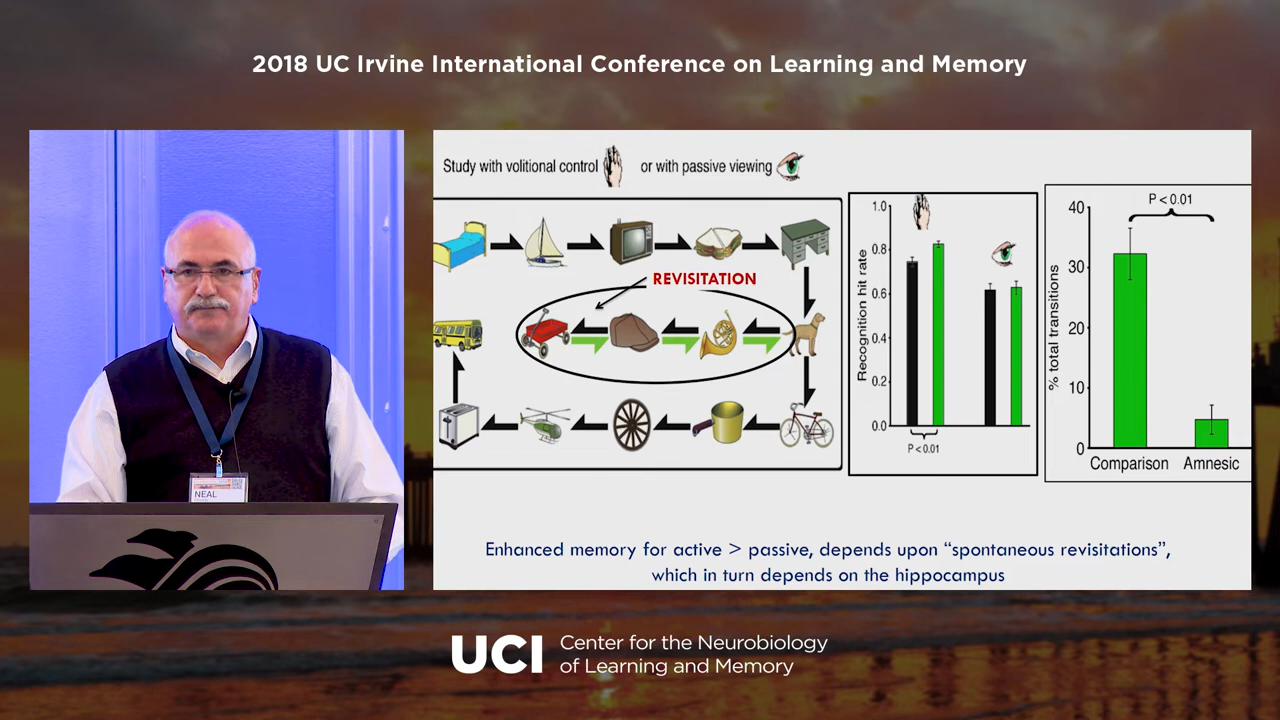 2018 UC Irvine International Conference on Learning and Memory
Study with volitional control or with passive viewing
REVISITATION
Recognition hit rate
1.0
0.8
0.6
0.4
0.2
0.0
P < 0.01
% total transitions
40
30
20
10
0
P < 0.01
Comparison Amnesic
Enhanced memory for active > passive, depends upon “spontaneous revisitations”,
which in turn depends on the hippocampus
NEAL
UCI Center for the Neurobiology
of Learning and Memory